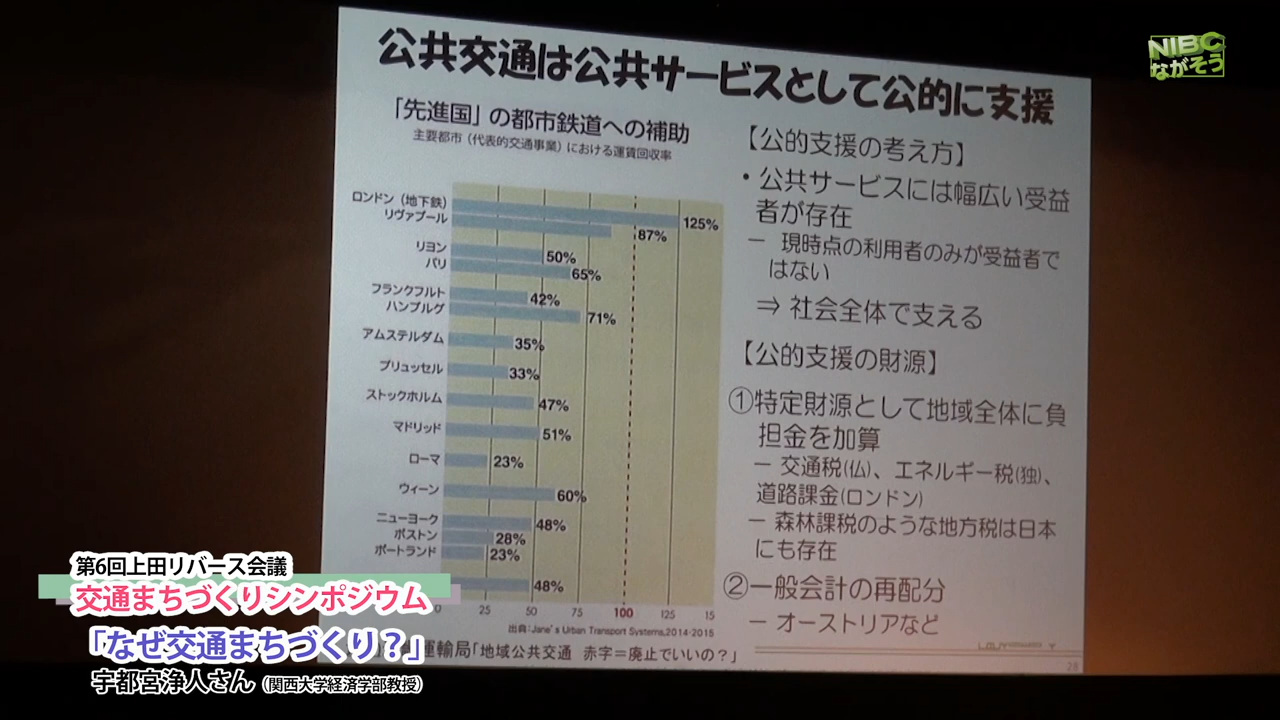 NIBC
ながそう
公共交通は公共サービスとして公的に支援
「先進国」の都市鉄道への補助
主要都市（代表的交通事業）における運賃回収率
ロンドン（地下鉄） 125%
リヴァプール 87%
リヨン 50%
パリ 65%
フランクフルト 42%
ハンブルグ 71%
アムステルダム 35%
ブリュッセル 33%
ストックホルム 47%
マドリッド 51%
ローマ 23%
ウィーン 60%
ニューヨーク 48%
ボストン 28%
ポートランド 23%
48%
0 25 50 75 100 125 15
出典：Jane's Urban Transport Systems,2014-2015
運輸局「地域公共交通 赤字＝廃止でいいの？」
【公的支援の考え方】
・公共サービスには幅広い受益
者が存在
－ 現時点の利用者のみが受益者で
はない
⇒ 社会全体で支える
【公的支援の財源】
①特定財源として地域全体に負
担金を加算
－ 交通税(仏)、エネルギー税(独)、
道路課金(ロンドン)
－ 森林課税のような地方税は日本
にも存在
②一般会計の再配分
－ オーストリアなど
28
第6回上田リバース会議
交通まちづくりシンポジウム
「なぜ交通まちづくり？」
宇都宮浄人さん（関西大学経済学部教授）